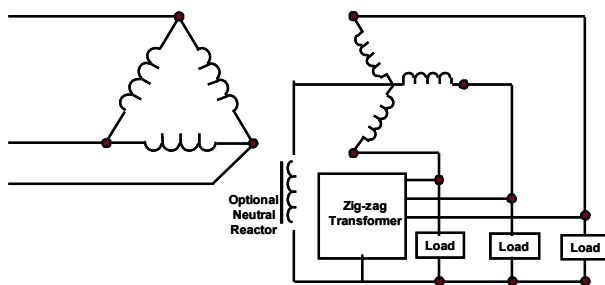 Optional
Neutral
Reactor
Zig-zag
Transformer
Load
Load
Load